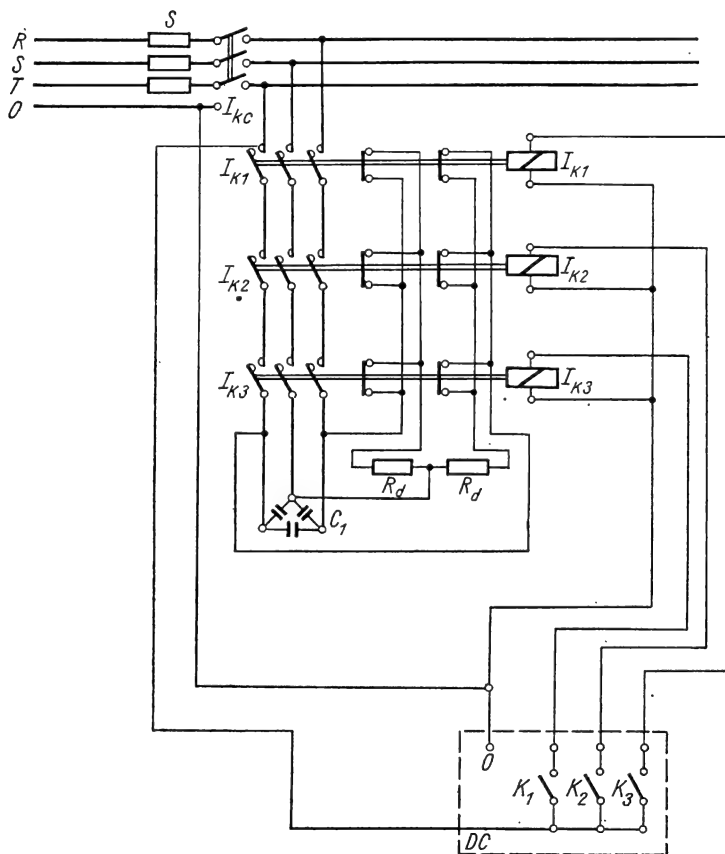 S
R
S
T
0
I_KC
I_K1
I_K1
I_K2
I_K2
I_K3
I_K3
R_d
R_d
C_1
0
K_1
K_2
K_3
DC